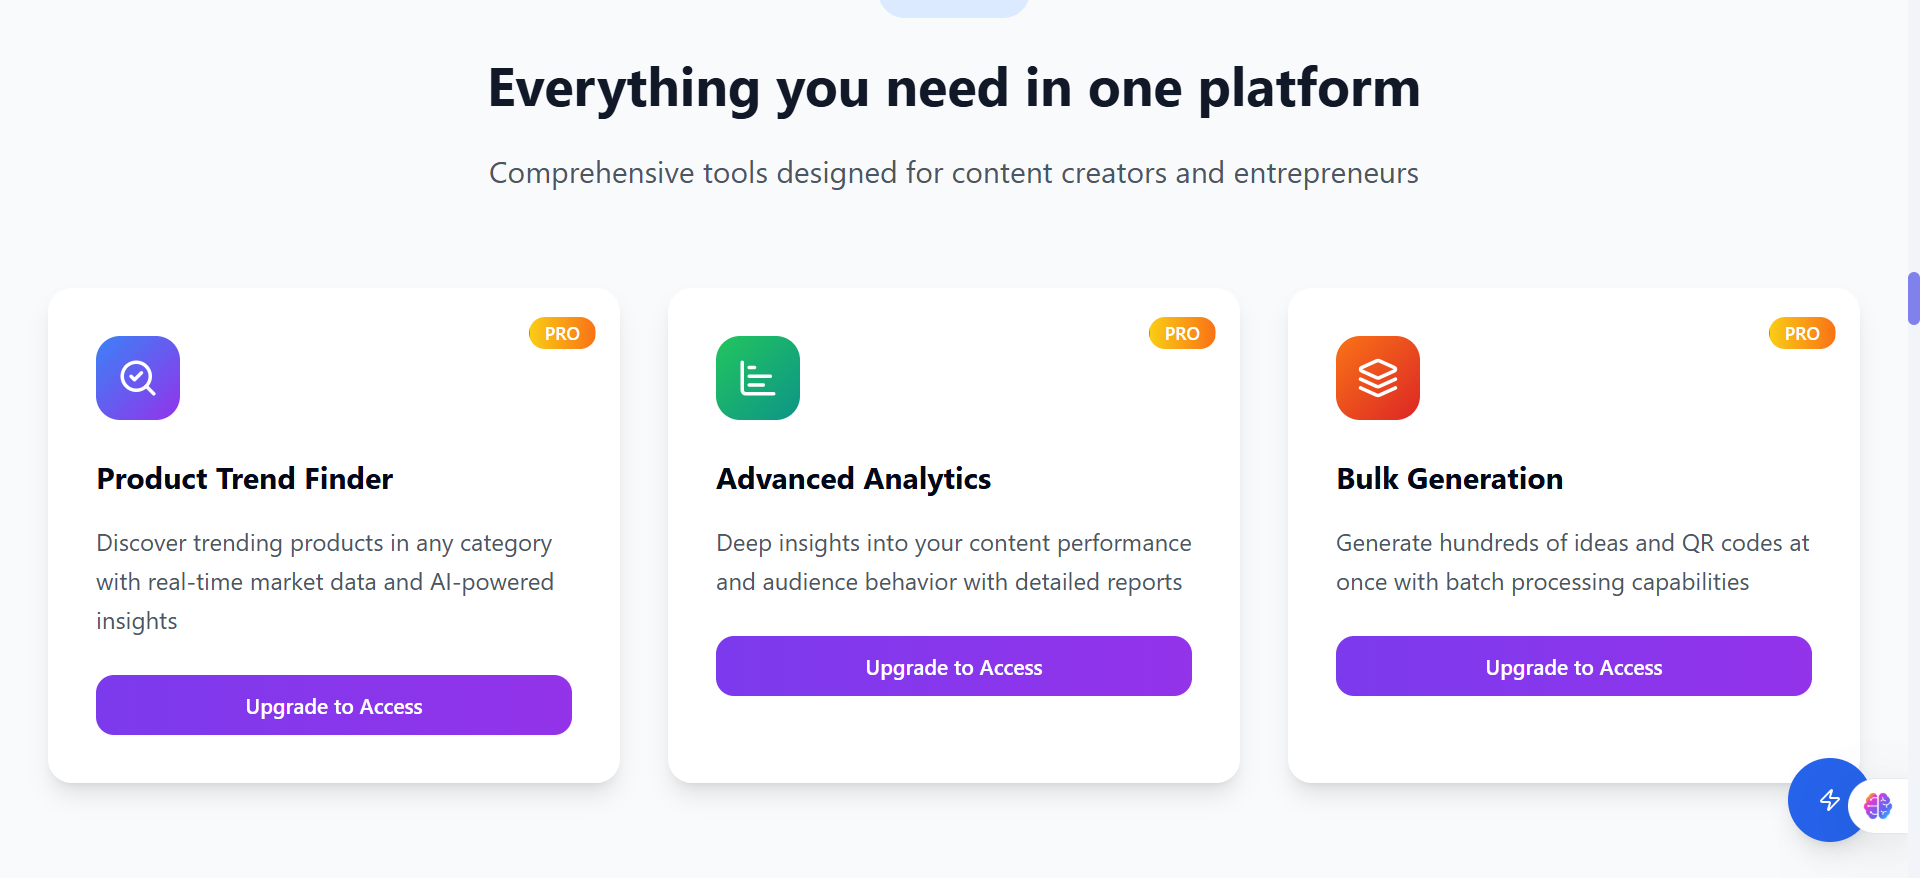 Everything you need in one platform
Comprehensive tools designed for content creators and entrepreneurs
PRO
Product Trend Finder
Discover trending products in any category
with real-time market data and AI-powered
insights
Upgrade to Access
PRO
Advanced Analytics
Deep insights into your content performance
and audience behavior with detailed reports
Upgrade to Access
PRO
Bulk Generation
Generate hundreds of ideas and QR codes at
once with batch processing capabilities
Upgrade to Access